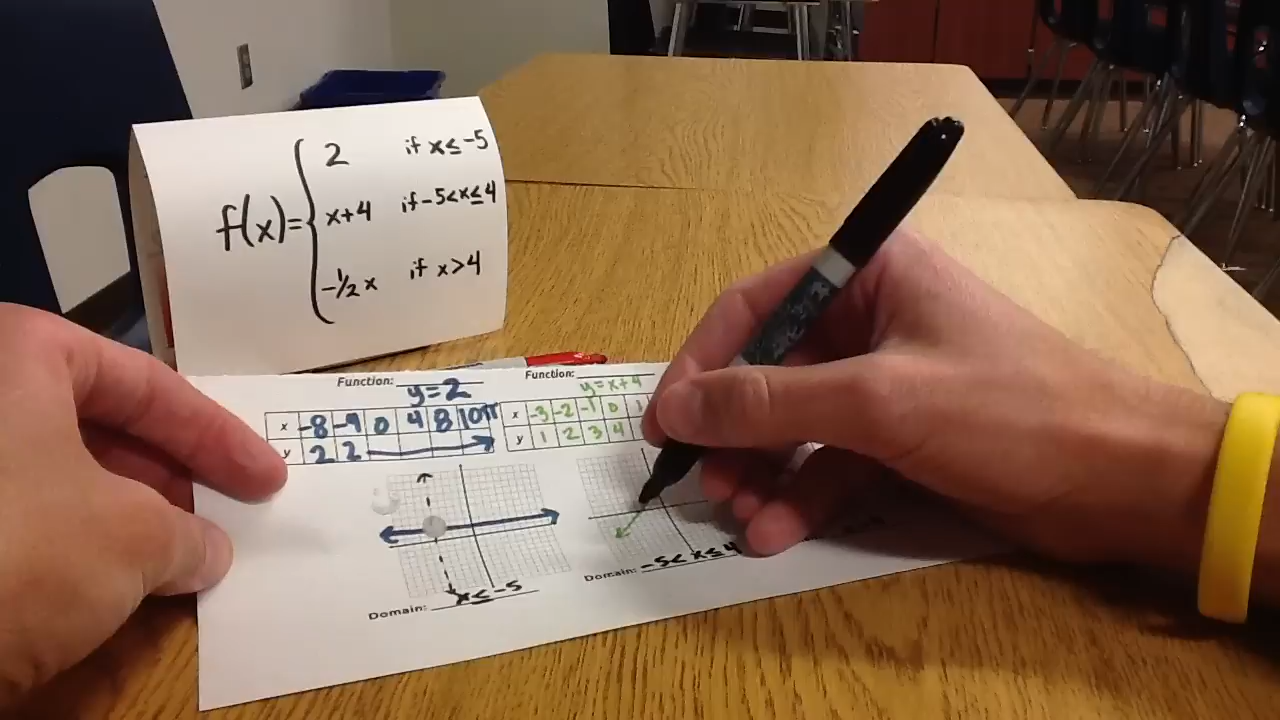 2 if x≤-5
f(x)= x+4 if -5<x≤4
-1/2x if x>4
Function: y=2
x -8 -9 0 4 8
y 2 2
Domain: x≤-5
Function: y=x+4
x -3 -2 -1 0 1
y 1 2 3 4
Domain: -5<x≤4